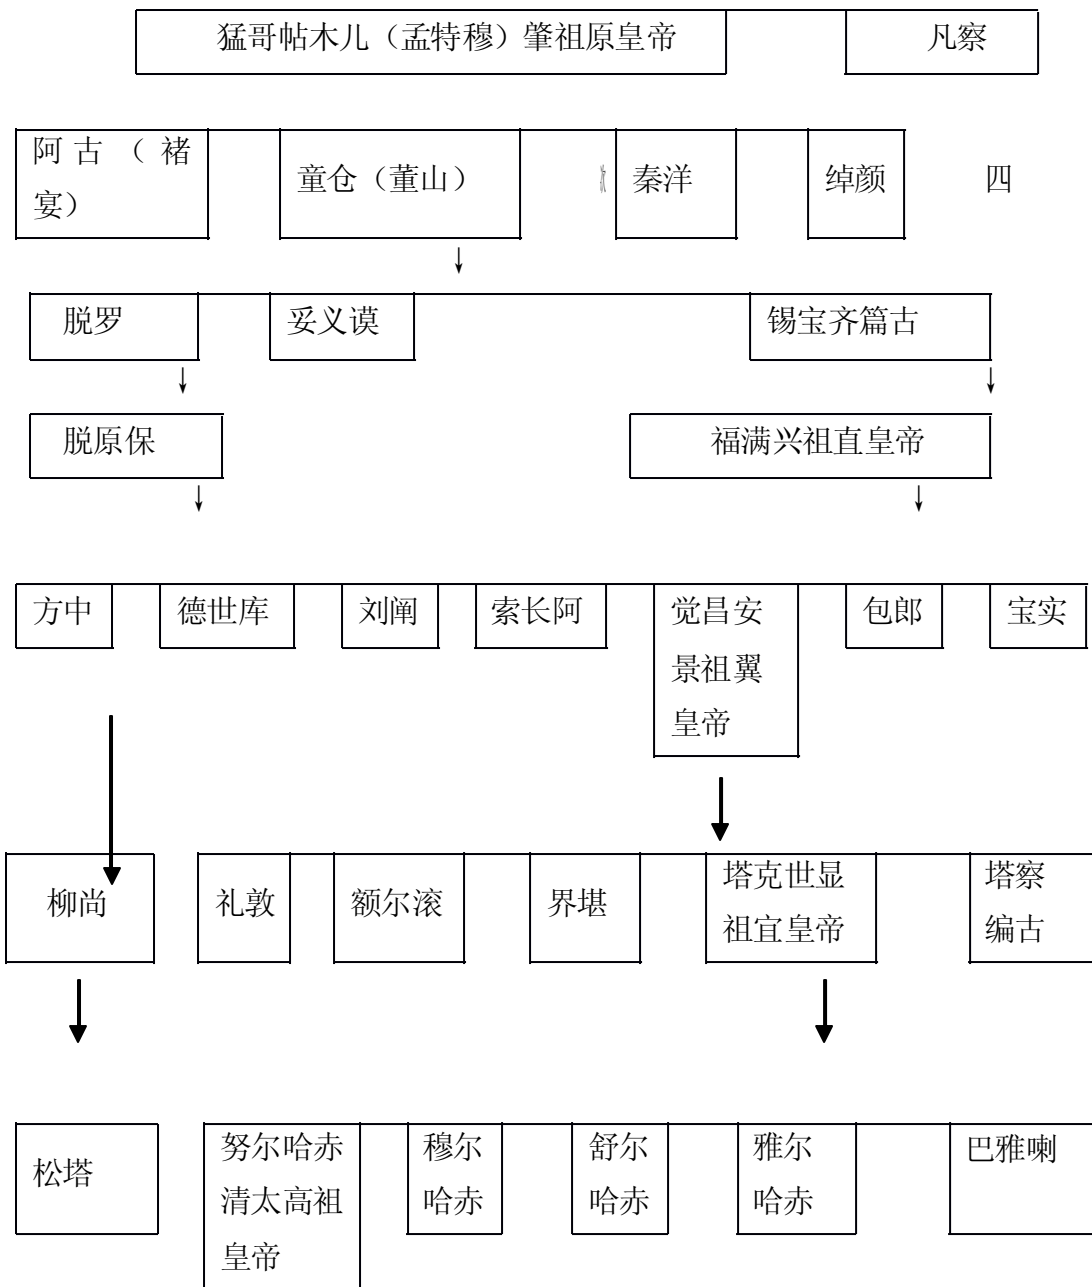 猛哥帖木儿（孟特穆）肇祖原皇帝
凡察
阿古（褚
宴）
童仓（董山）
秦洋
绰颜
四
脱罗
妥义谟
锡宝齐篇古
脱原保
福满兴祖直皇帝
方中
德世库
刘阐
索长阿
觉昌安
景祖翼
皇帝
包郎
宝实
柳尚
礼敦
额尔滚
界堪
塔克世显
祖宜皇帝
塔察
编古
松塔
努尔哈赤
清太高祖
皇帝
穆尔
哈赤
舒尔
哈赤
雅尔
哈赤
巴雅喇